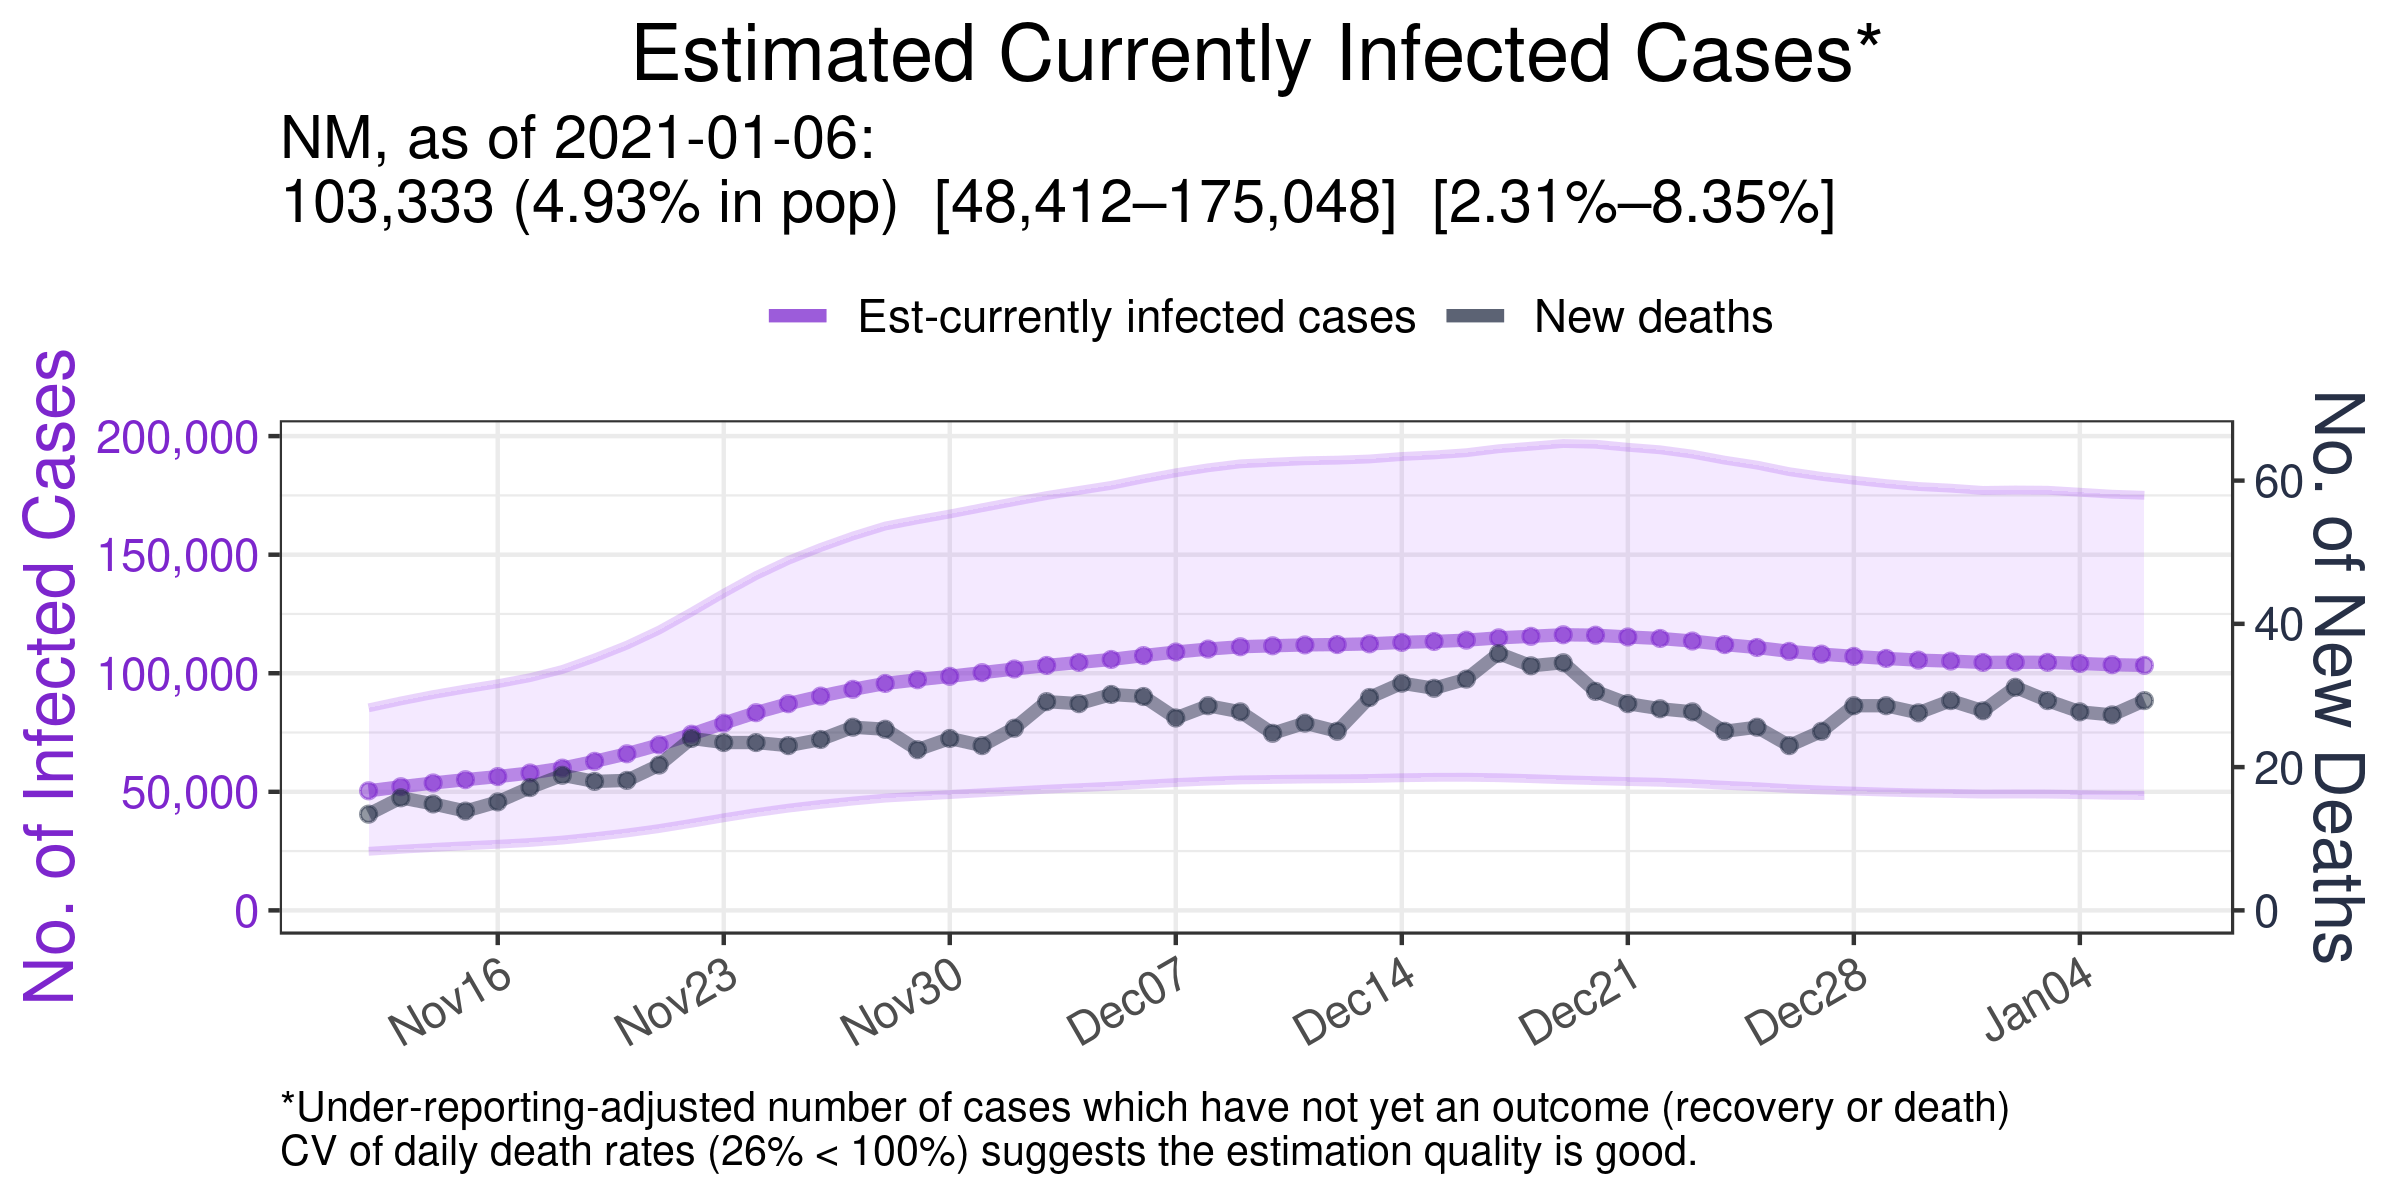 Estimated Currently Infected Cases*
NM, as of 2021-01-06:
103,333 (4.93% in pop)  [48,412–175,048]  [2.31%–8.35%]
Est-currently infected cases
New deaths
No. of Infected Cases
200,000
150,000
100,000
50,000
0
60
40
20
0
No. of New Deaths
Nov16
Nov23
Nov30
Dec07
Dec14
Dec21
Dec28
Jan04
*Under-reporting-adjusted number of cases which have not yet an outcome (recovery or death)
CV of daily death rates (26% < 100%) suggests the estimation quality is good.